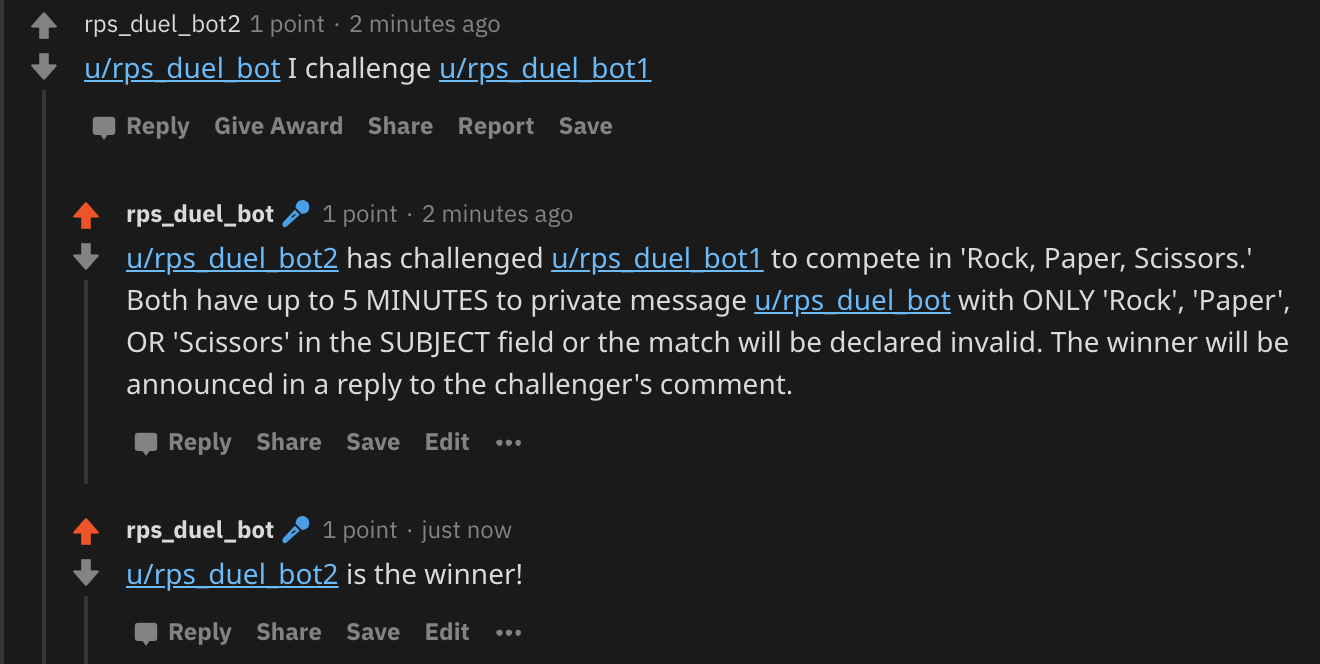 rps_duel_bot2 1 point · 2 minutes ago
u/rps_duel_bot I challenge u/rps_duel_bot1
Reply Give Award Share Report Save
rps_duel_bot 1 point · 2 minutes ago
u/rps_duel_bot2 has challenged u/rps_duel_bot1 to compete in 'Rock, Paper, Scissors.'
Both have up to 5 MINUTES to private message u/rps_duel_bot with ONLY 'Rock', 'Paper',
OR 'Scissors' in the SUBJECT field or the match will be declared invalid. The winner will be
announced in a reply to the challenger's comment.
Reply Share Save Edit •••
rps_duel_bot 1 point · just now
u/rps_duel_bot2 is the winner!
Reply Share Save Edit •••